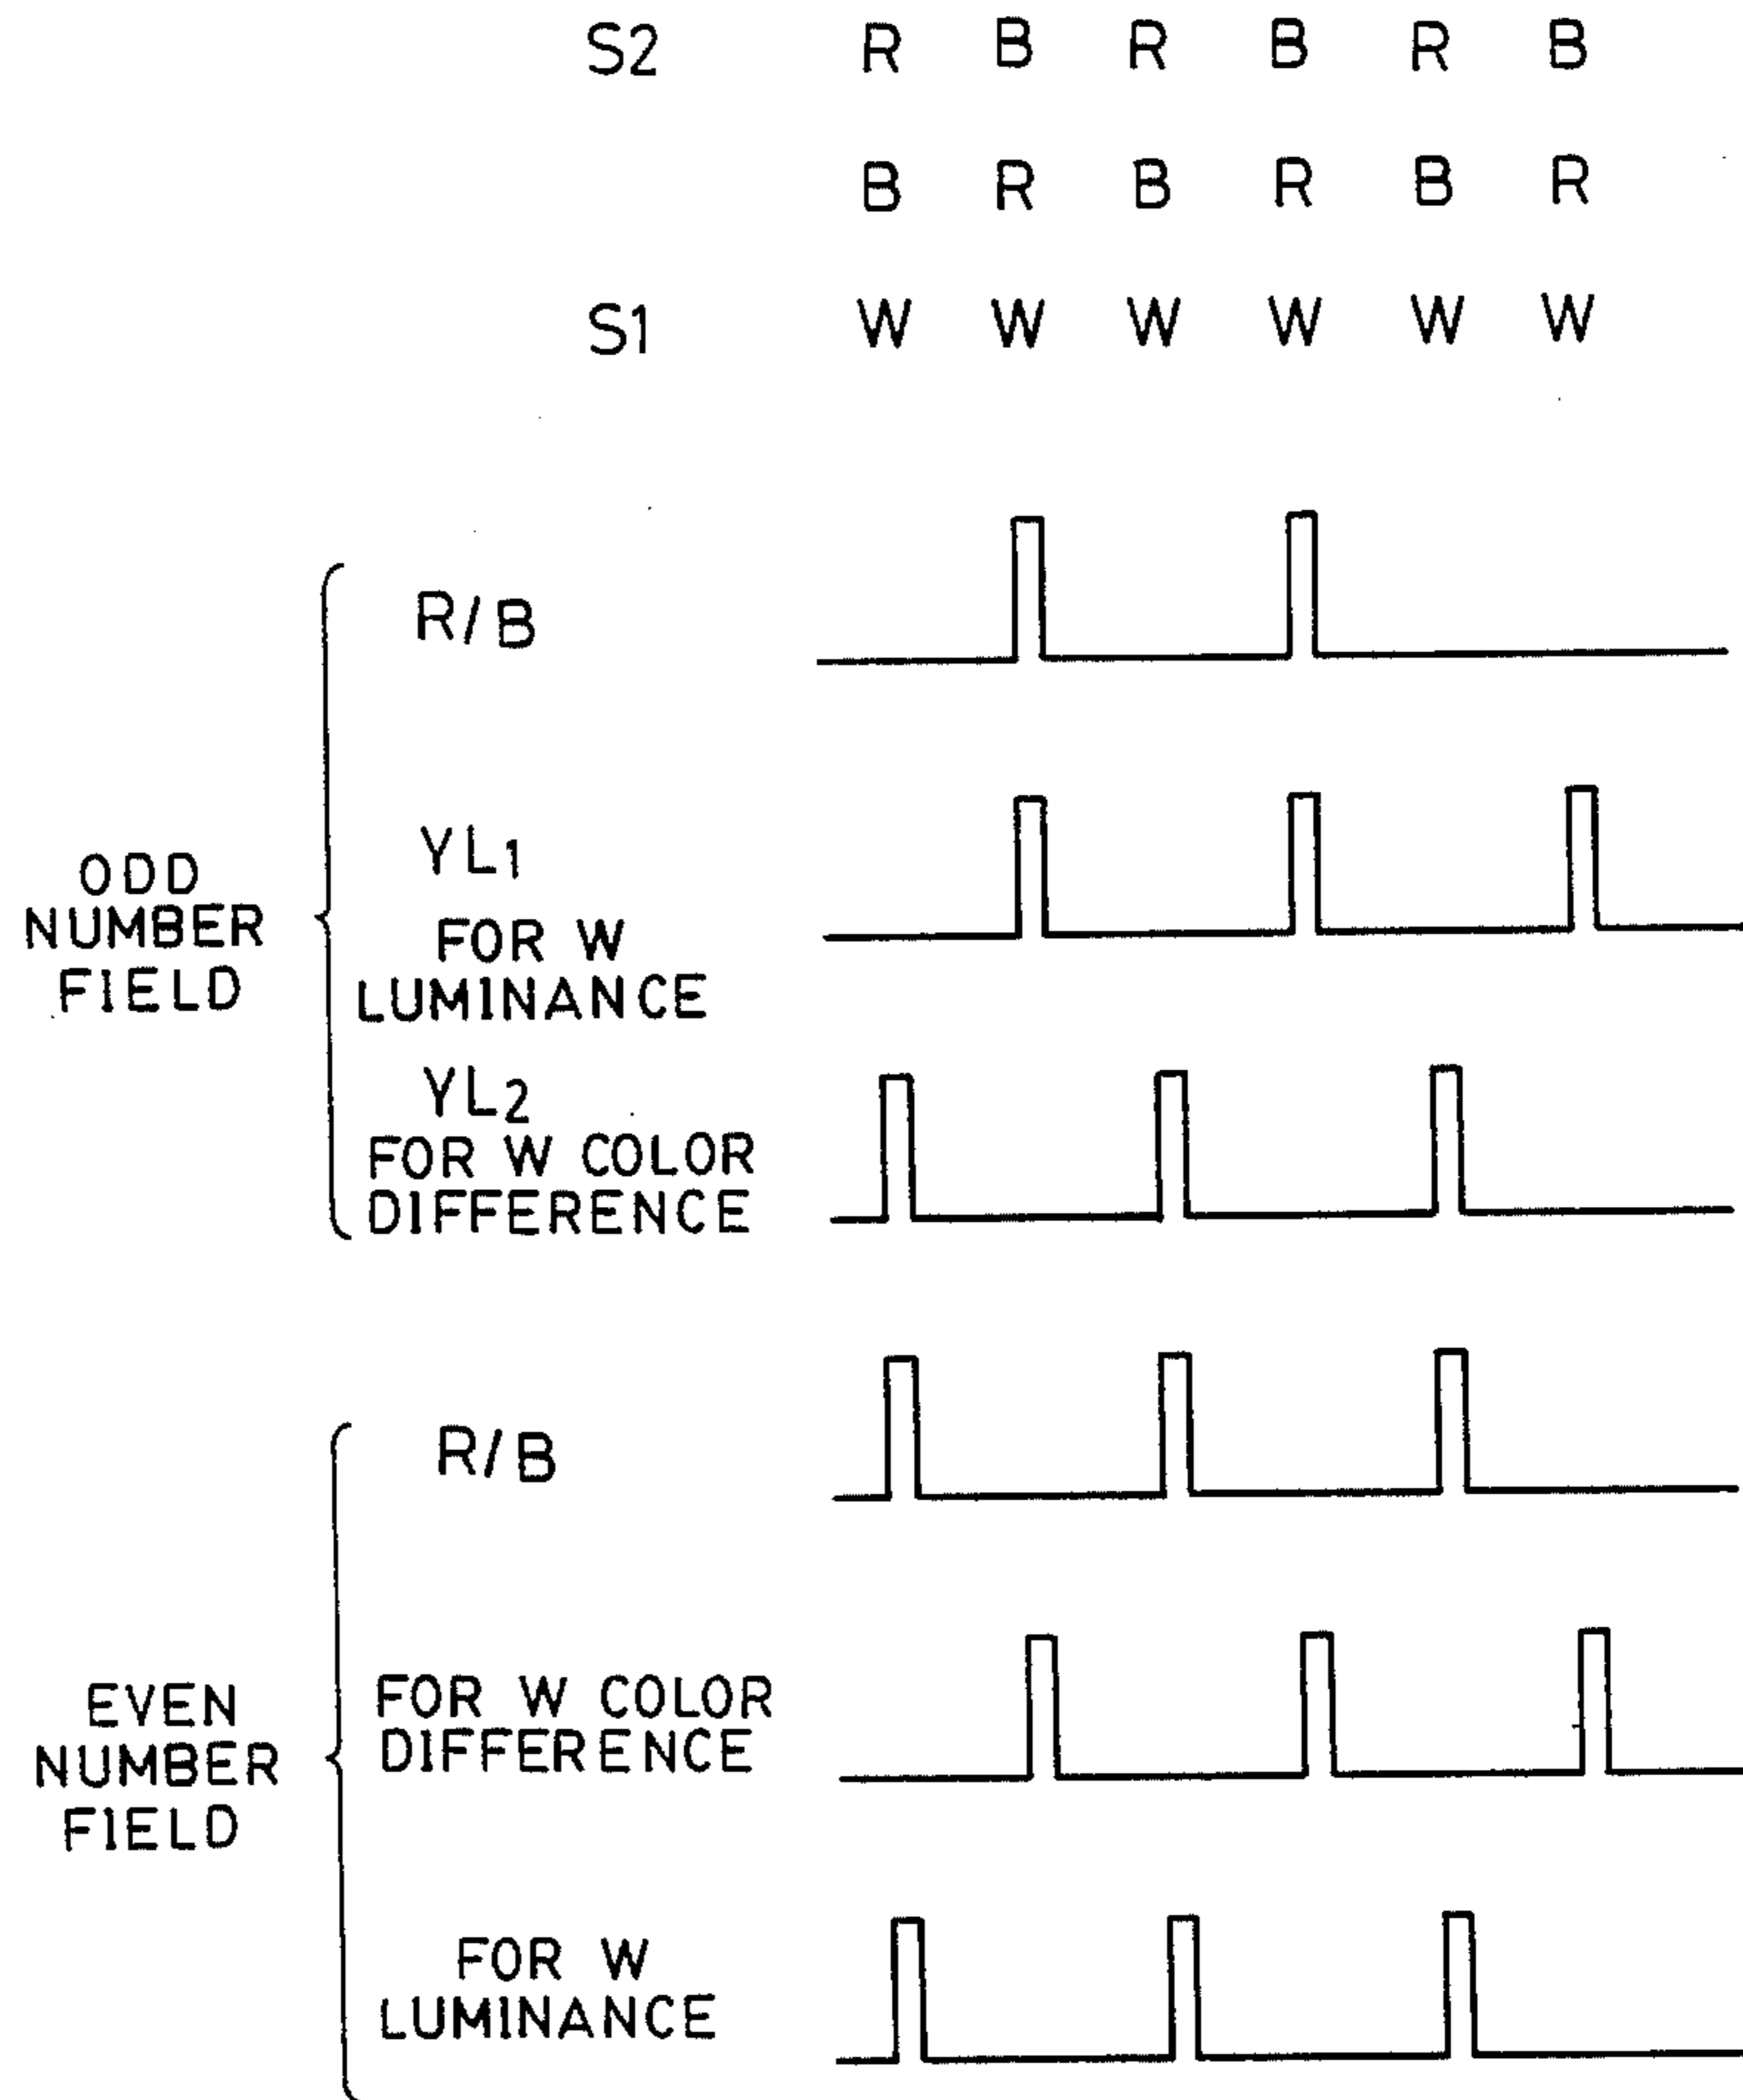 S2 R B R B R B
B R B R B R
S1 W W W W W W
ODD
NUMBER
FIELD
R/B
YL1
FOR W
LUMINANCE
YL2
FOR W COLOR
DIFFERENCE
EVEN
NUMBER
FIELD
R/B
FOR W COLOR
DIFFERENCE
FOR W
LUMINANCE